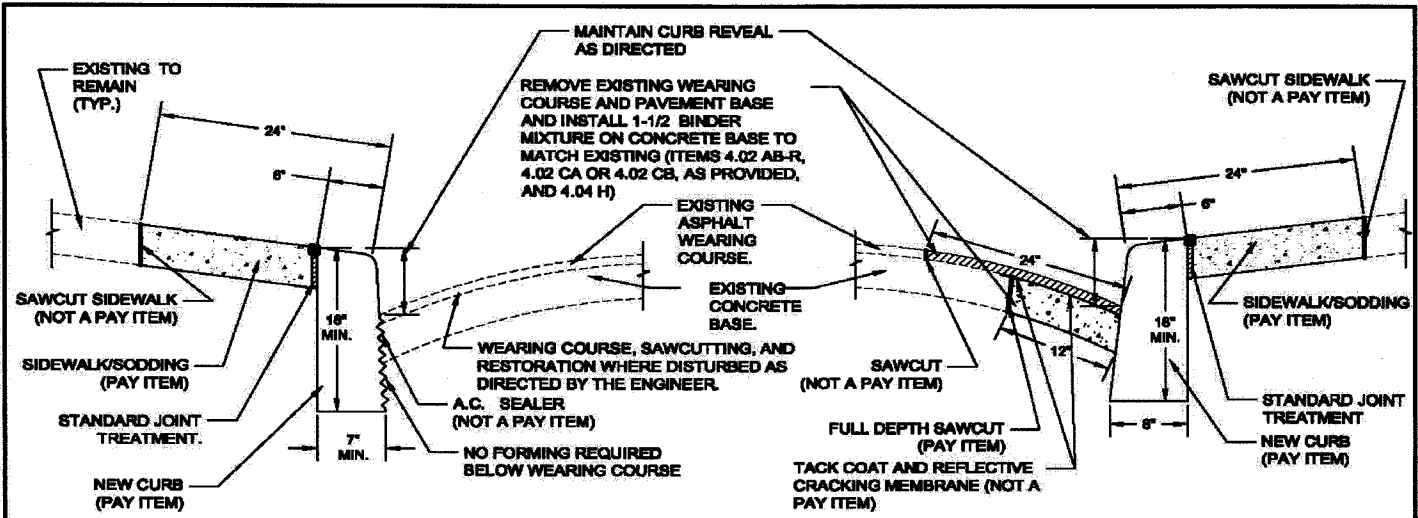 MAINTAIN CURB REVEAL
AS DIRECTED
EXISTING TO
REMAIN
(TYP.)
REMOVE EXISTING WEARING
COURSE AND PAVEMENT BASE
AND INSTALL 1-1/2 BINDER
MIXTURE ON CONCRETE BASE TO
MATCH EXISTING (ITEMS 4.02 AB-R,
4.02 CA OR 4.02 CB, AS PROVIDED,
AND 4.04 H)
SAWCUT SIDEWALK
(NOT A PAY ITEM)
24"
6"
24"
6"
EXISTING
ASPHALT
WEARING
COURSE.
24"
EXISTING
CONCRETE
BASE.
SAWCUT SIDEWALK
(NOT A PAY ITEM)
18"
MIN.
18"
MIN.
SIDEWALK/SODDING
(PAY ITEM)
WEARING COURSE, SAWCUTTING, AND
RESTORATION WHERE DISTURBED AS
DIRECTED BY THE ENGINEER.
12"
SIDEWALK/SODDING
(PAY ITEM)
SAWCUT
(NOT A PAY ITEM)
A.C. SEALER
(NOT A PAY ITEM)
STANDARD JOINT
TREATMENT.
STANDARD JOINT
TREATMENT
7"
MIN.
8"
FULL DEPTH SAWCUT
(PAY ITEM)
NO FORMING REQUIRED
BELOW WEARING COURSE
NEW CURB
(PAY ITEM)
TACK COAT AND REFLECTIVE
CRACKING MEMBRANE (NOT A
PAY ITEM)
NEW CURB
(PAY ITEM)